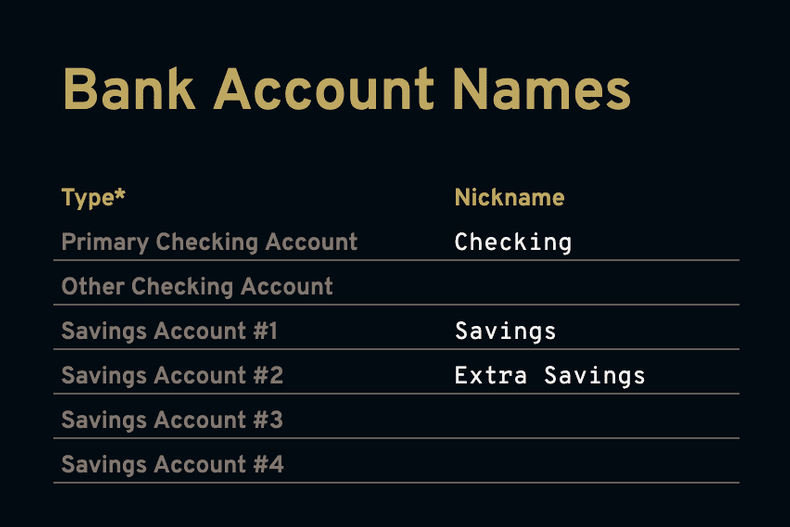 Bank Account Names
Type* Nickname
Primary Checking Account Checking
Other Checking Account
Savings Account #1 Savings
Savings Account #2 Extra Savings
Savings Account #3
Savings Account #4